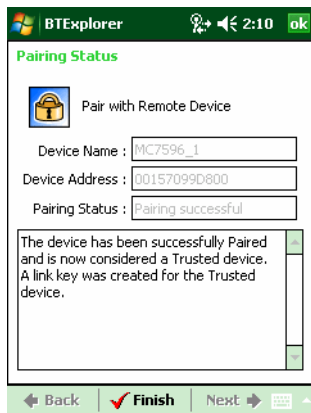 BTExplorer 2:10 ok
Pairing Status
Pair with Remote Device
Device Name : MC7596_1
Device Address : 00157099D800
Pairing Status : Pairing successful
The device has been successfully Paired
and is now considered a Trusted device.
A link key was created for the Trusted
device.
Back Finish Next